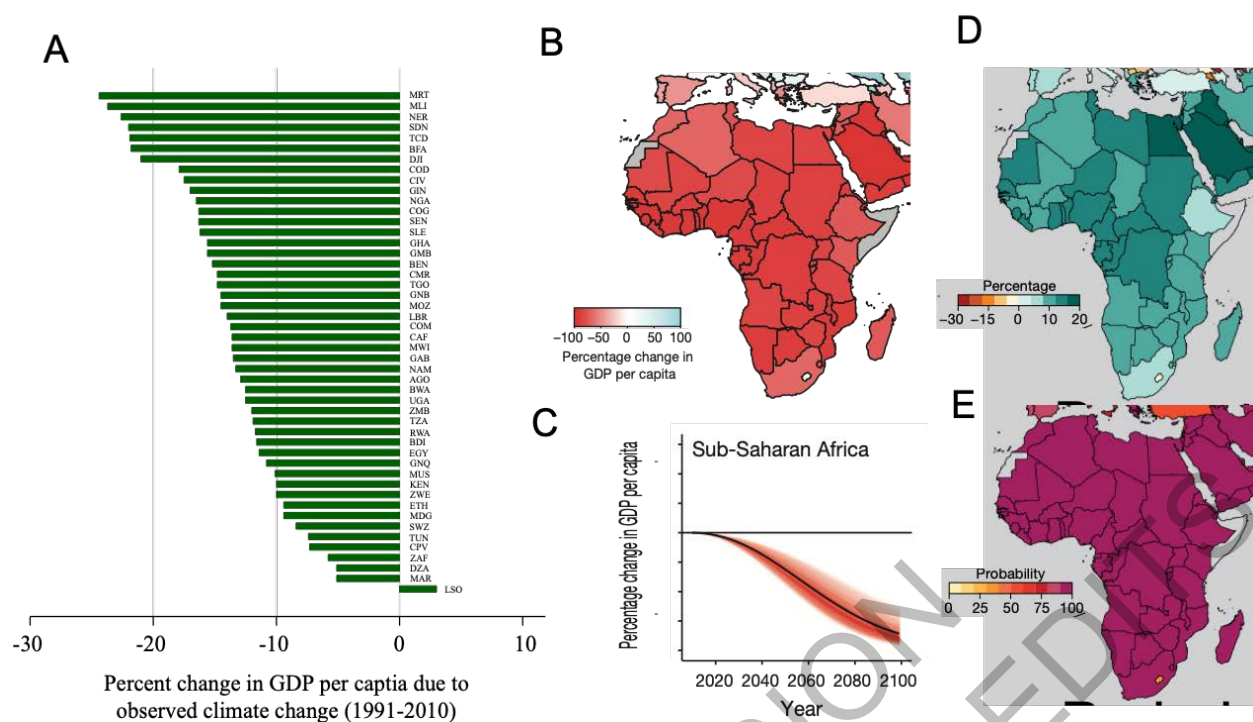 A
MRT
MLI
NER
SDN
TCD
BFA
DJI
COD
CIV
GIN
NGA
COG
SEN
SLE
GHA
GMB
BEN
CMR
TGO
GNB
MOZ
LBR
COM
CAF
MWI
GAB
NAM
AGO
BWA
UGA
ZMB
TZA
RWA
BDI
EGY
GNQ
MUS
KEN
ZWE
ETH
MDG
SWZ
TUN
CPV
ZAF
DZA
MAR
LSO
-30 -20 -10 0 10
Percent change in GDP per captia due to
observed climate change (1991-2010)
B
−100 −50 0 50 100
Percentage change in
GDP per capita
C
Sub-Saharan Africa
Percentage change in GDP per capita
2020 2040 2060 2080 2100
Year
D
Percentage
−30 −15 0 10 20
E
Probability
0 25 50 75 100
EDITS